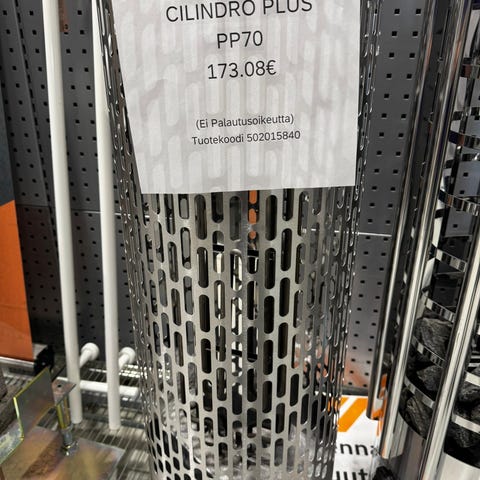 CILINDRO PLUS
PP70
173.08€
(Ei Palautusoikeutta)
Tuotekoodi 502015840